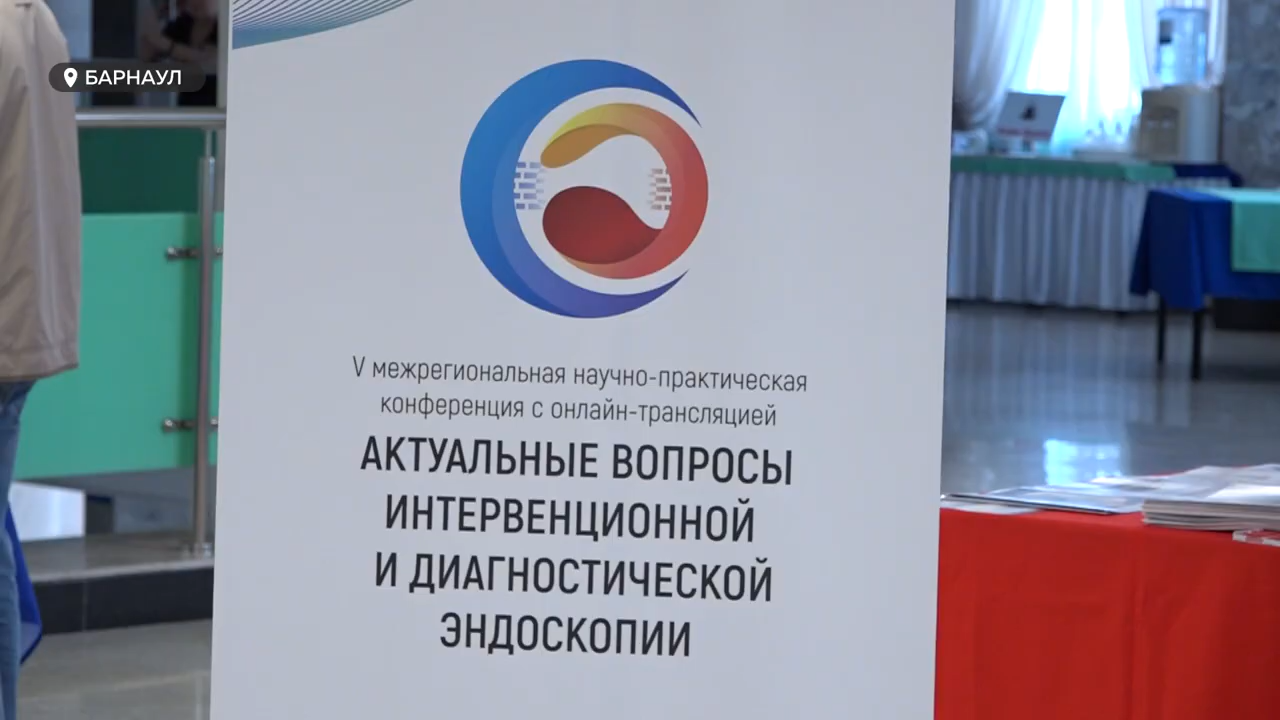 БАРНАУЛ
V межрегиональная научно-практическая
конференция с онлайн-трансляцией
АКТУАЛЬНЫЕ ВОПРОСЫ
ИНТЕРВЕНЦИОННОЙ
И ДИАГНОСТИЧЕСКОЙ
ЭНДОСКОПИИ